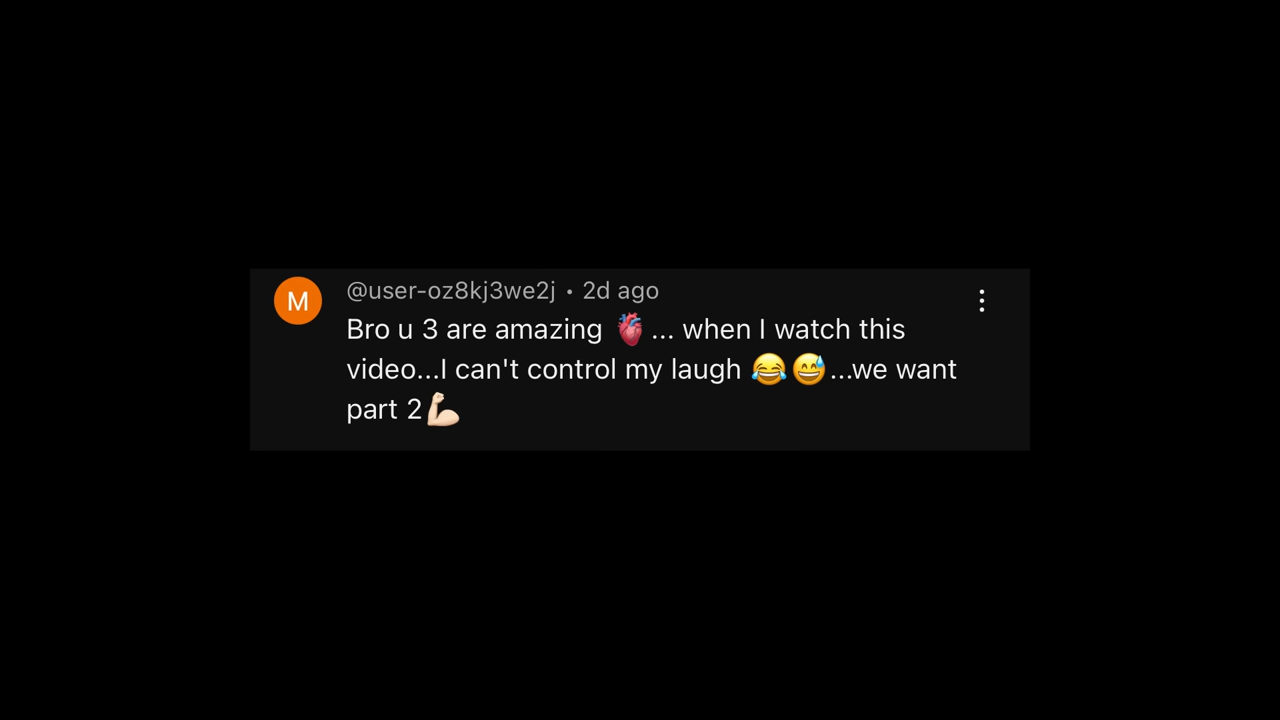 M
@user-oz8kj3we2j • 2d ago
Bro u 3 are amazing 🫀... when I watch this
video...I can't control my laugh 😂😅...we want
part 2💪🏻